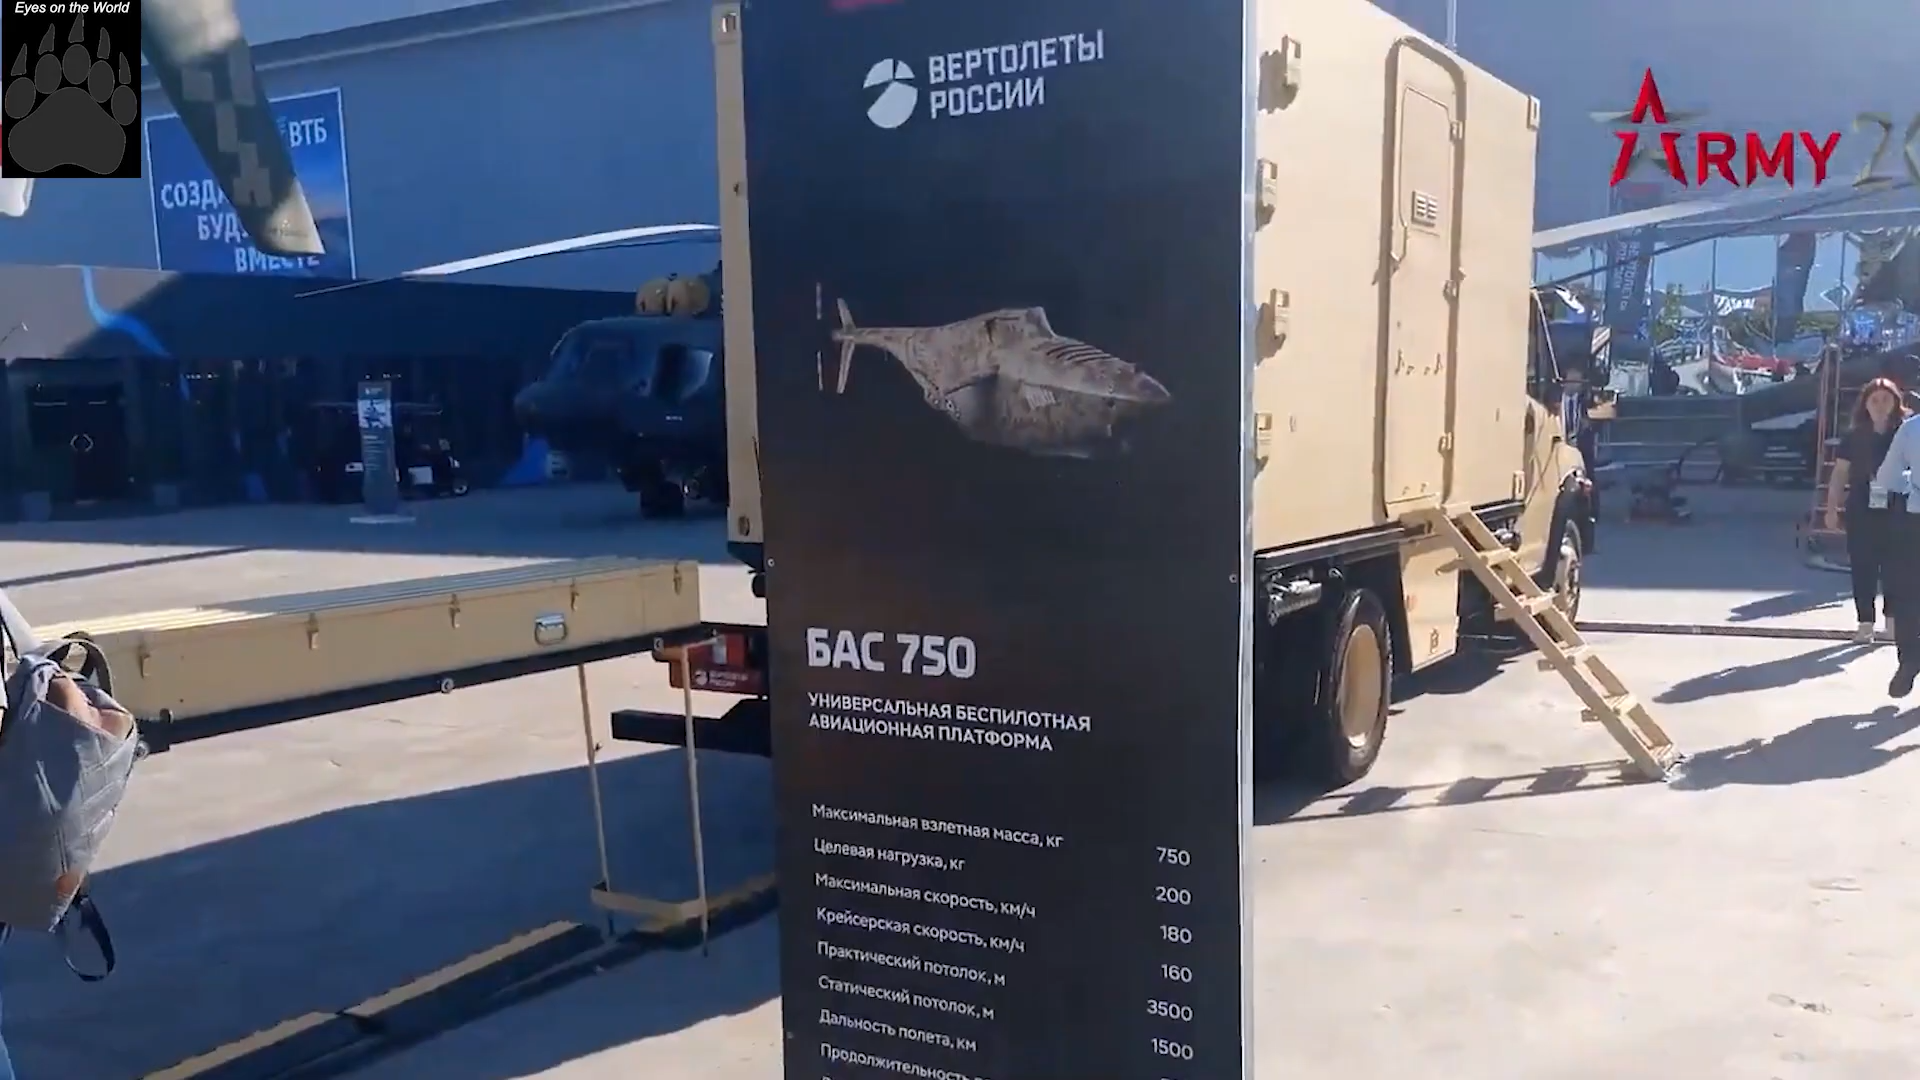 Eyes on the World
ВТБ
ВМЕСТЕ
ВЕРТОЛЕТЫ
РОССИИ
ARMY
БАС 750
УНИВЕРСАЛЬНАЯ БЕСПИЛОТНАЯ
АВИАЦИОННАЯ ПЛАТФОРМА
Максимальная взлетная масса, кг 750
Целевая нагрузка, кг 200
Максимальная скорость, км/ч 180
Крейсерская скорость, км/ч 160
Практический потолок, м 3500
Статический потолок, м 1500
Дальность полета, км
Продолжительность
ВЕРТОЛЕТЫ
РОССИИ